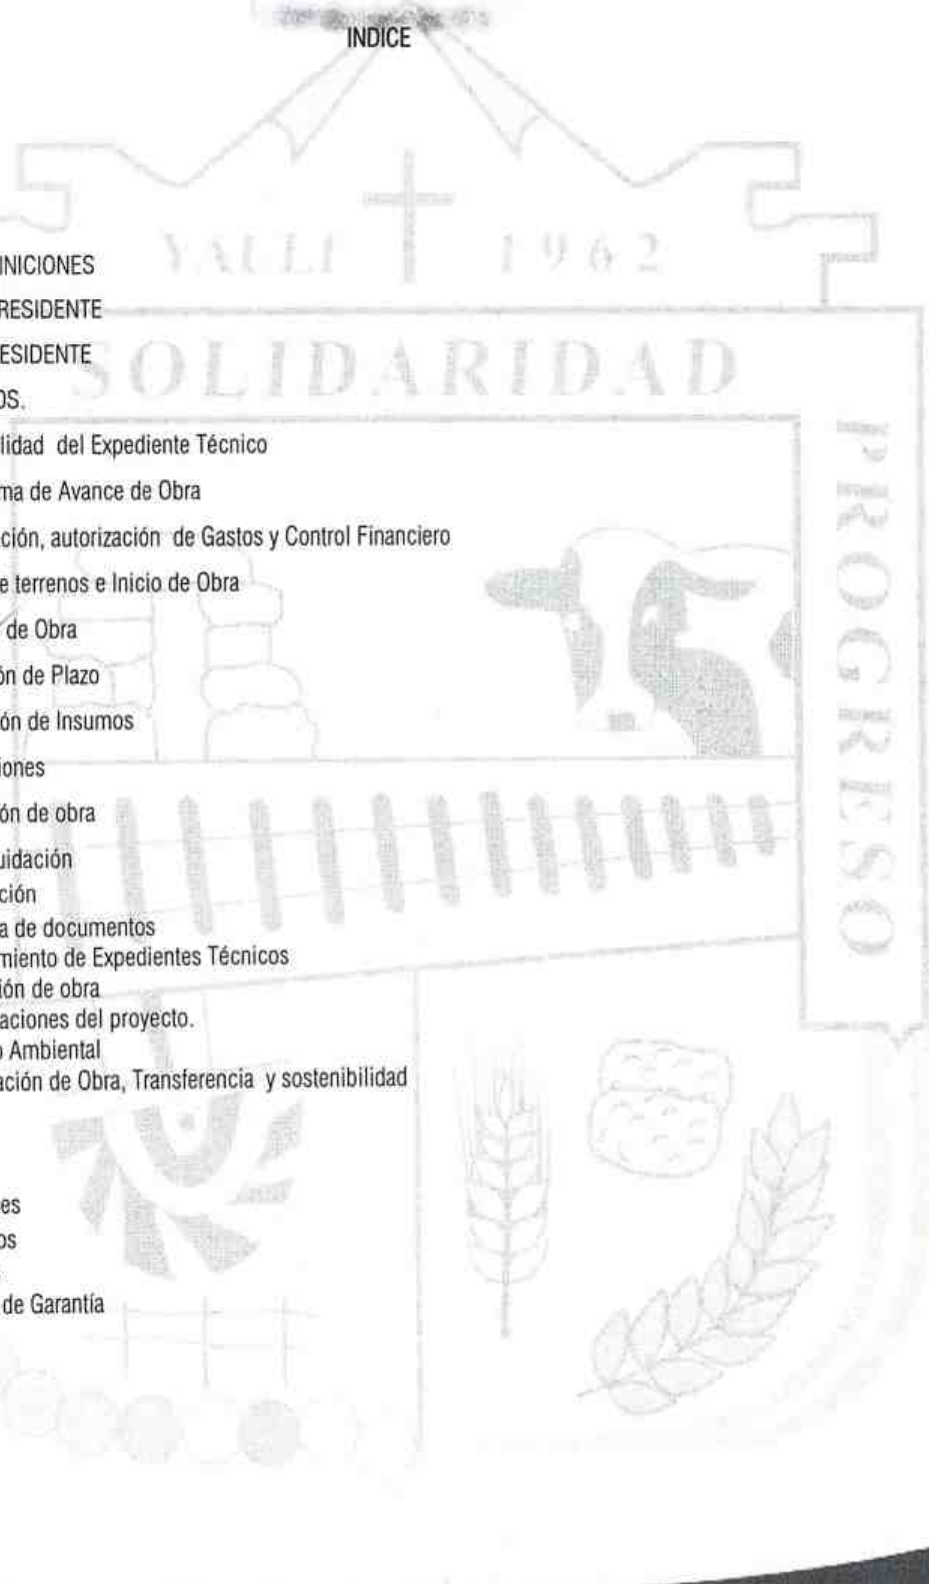 INDICE
YAULI 1962
INICIONES
RESIDENTE
ESIDENTE
SOLIDARIDAD
OS.
lidad del Expediente Técnico
ma de Avance de Obra
ción, autorización de Gastos y Control Financiero
e terrenos e Inicio de Obra
de Obra
ón de Plazo
ón de Insumos
iones
ón de obra
uidación
ción
a de documentos
miento de Expedientes Técnicos
ión de obra
aciones del proyecto.
o Ambiental
ación de Obra, Transferencia y sostenibilidad
es
os
de Garantía
PROGRESO